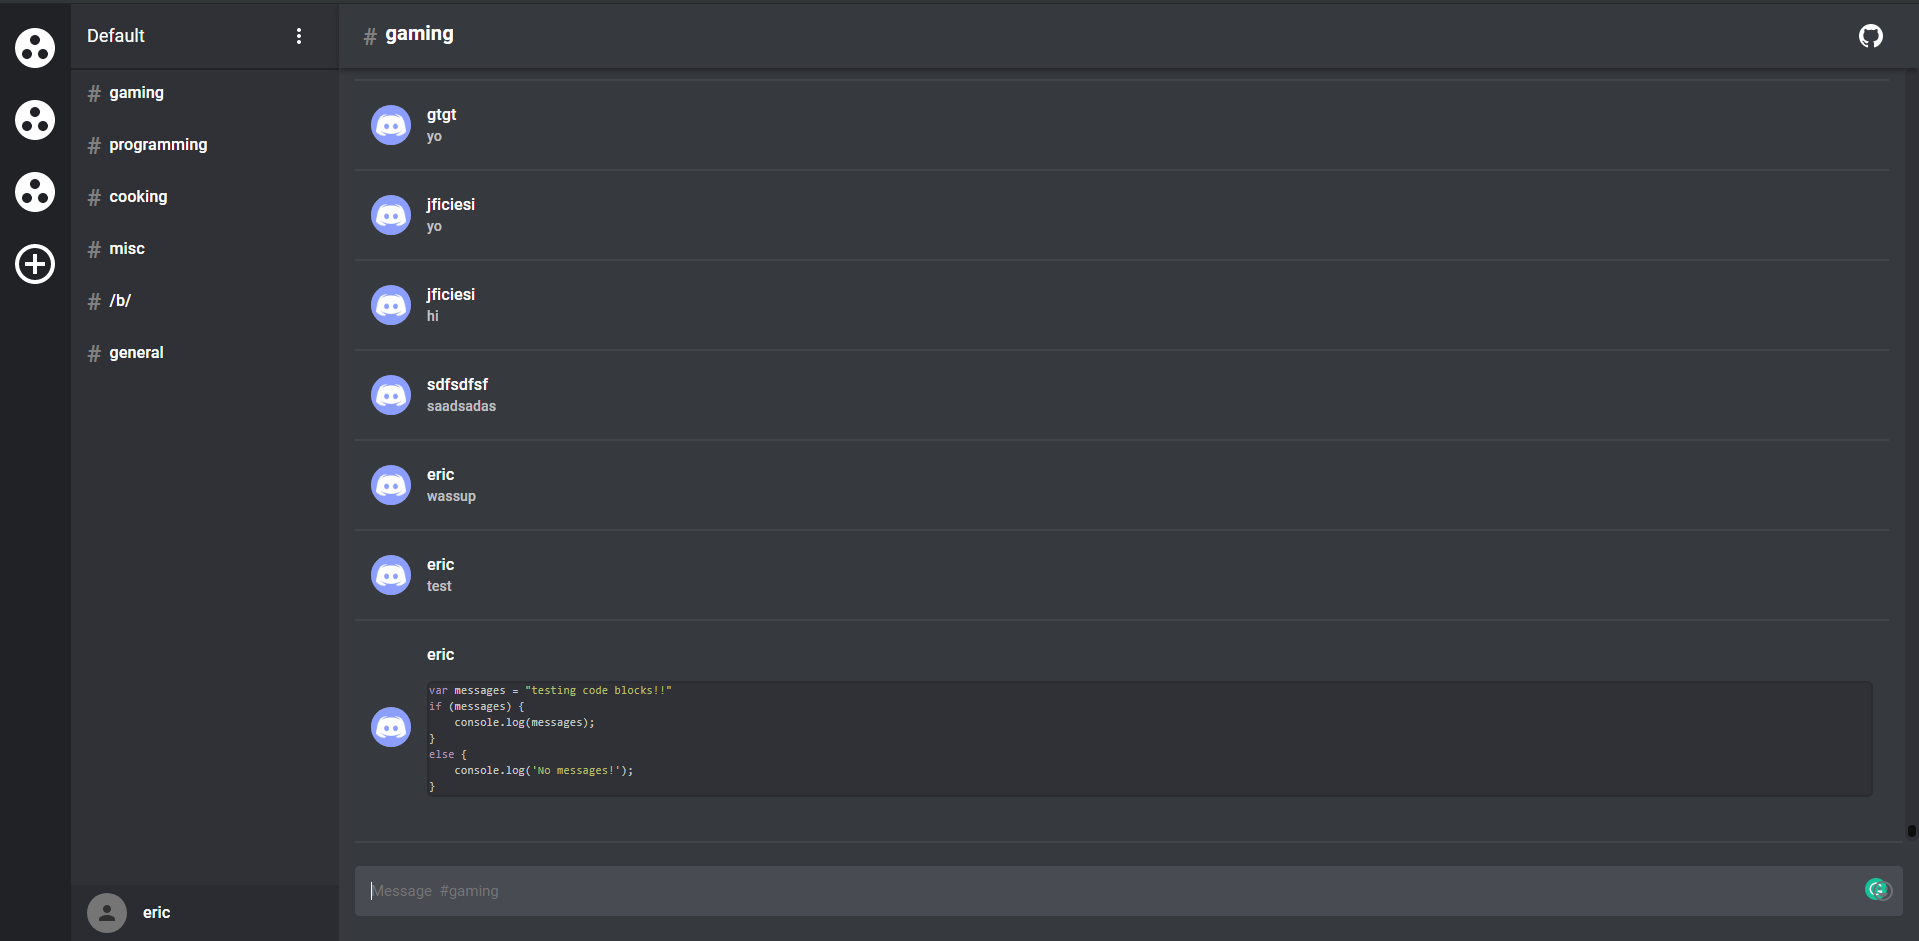 Default
# gaming
# programming
# cooking
# misc
# /b/
# general
eric
# gaming
gtgt
yo
jficiesi
yo
jficiesi
hi
sdfsdfsf
saadsadas
eric
wassup
eric
test
eric
var messages = "testing code blocks!!"
if (messages) {
    console.log(messages);
}
else {
    console.log('No messages!');
}
Message #gaming